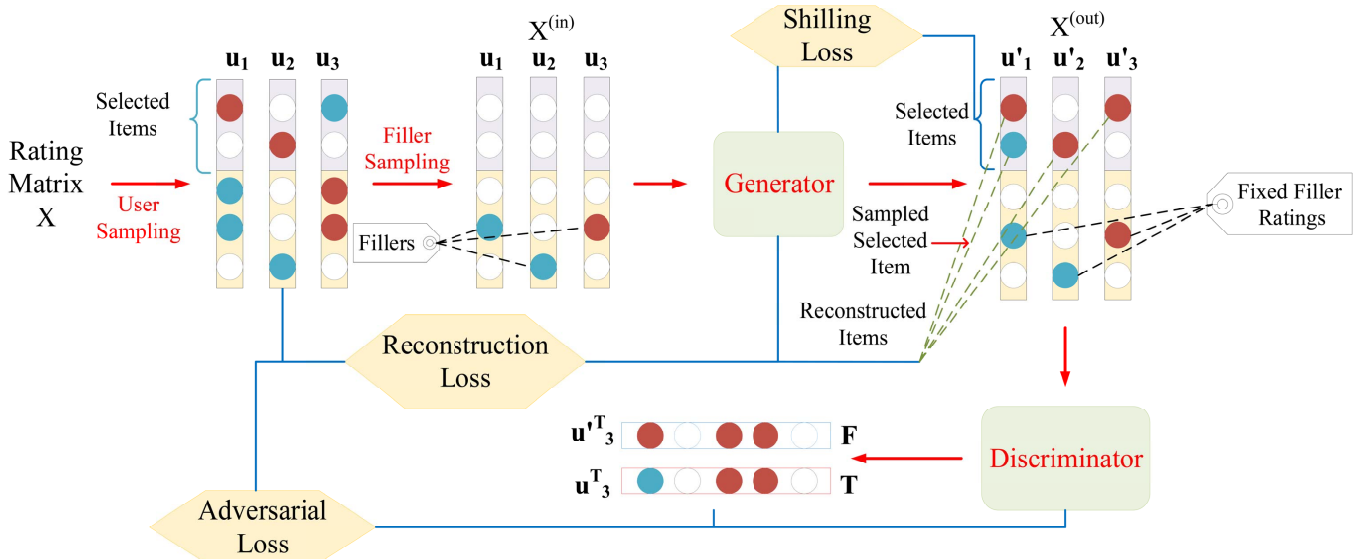 Rating
Matrix
X
User
Sampling
Selected
Items
u1 u2 u3
Filler
Sampling
Fillers
X(in)
u1 u2 u3
Generator
Shilling
Loss
X(out)
u'1 u'2 u'3
Selected
Items
Sampled
Selected
Item
Reconstructed
Items
Fixed Filler
Ratings
Reconstruction
Loss
Discriminator
u'T3 F
uT3 T
Adversarial
Loss